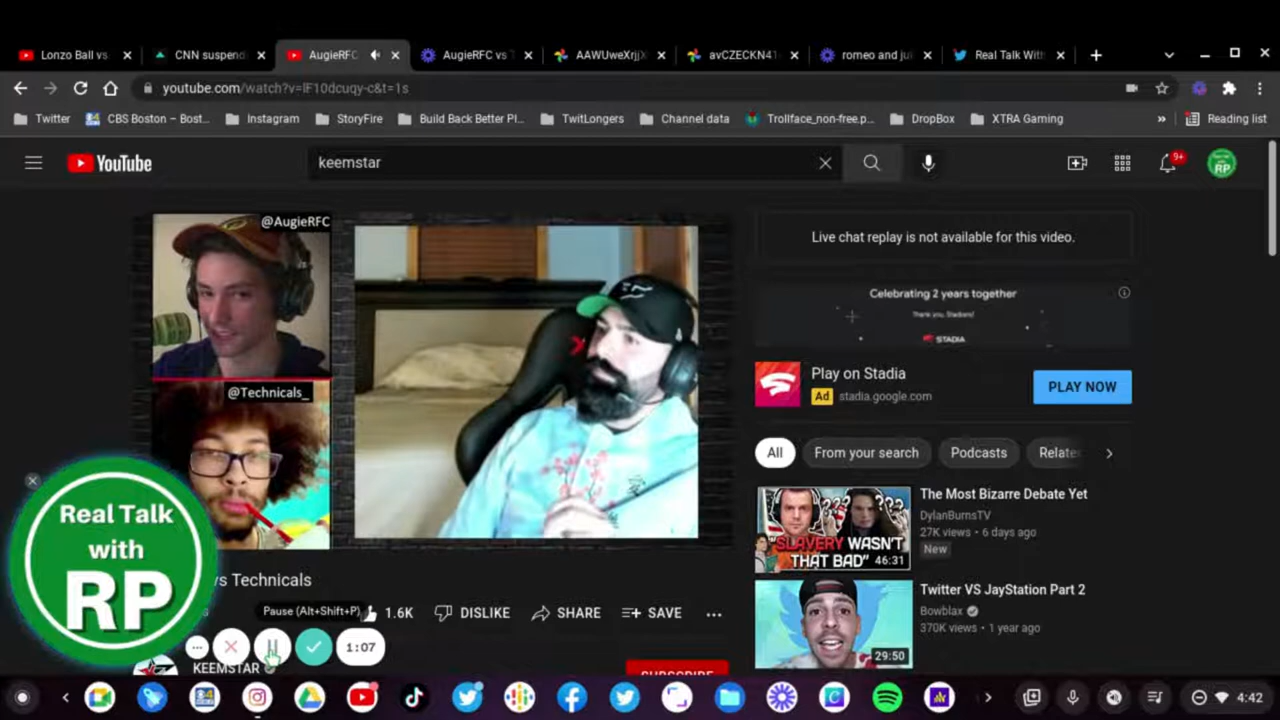 Lonzo Ball vs
CNN suspend
AugieRFC
AugieRFC vs T
AAWUweXrjjX
avCZECKN41
romeo and ju
Real Talk With
youtube.com/watch?v=lF10dcuqy-c&t=1s
Twitter
CBS Boston – Bost...
Instagram
StoryFire
Build Back Better Pl...
TwitLongers
Channel data
Trollface_non-free.p...
DropBox
XTRA Gaming
»
Reading list
YouTube
keemstar
9+
@AugieRFC
@Technicals_
Live chat replay is not available for this video.
Celebrating 2 years together
Thank you, Stadians!
STADIA
Play on Stadia
Ad stadia.google.com
PLAY NOW
All
From your search
Podcasts
Relate
The Most Bizarre Debate Yet
DylanBurnsTV
27K views • 6 days ago
New
"SLAVERY WASN'T
THAT BAD"
46:31
Twitter VS JayStation Part 2
Bowblax
370K views • 1 year ago
29:50
Real Talk
with
RP
vs Technicals
Pause (Alt+Shift+P)
1.6K
DISLIKE
SHARE
SAVE
1:07
KEEMSTAR
SUBSCRIBE
4:42